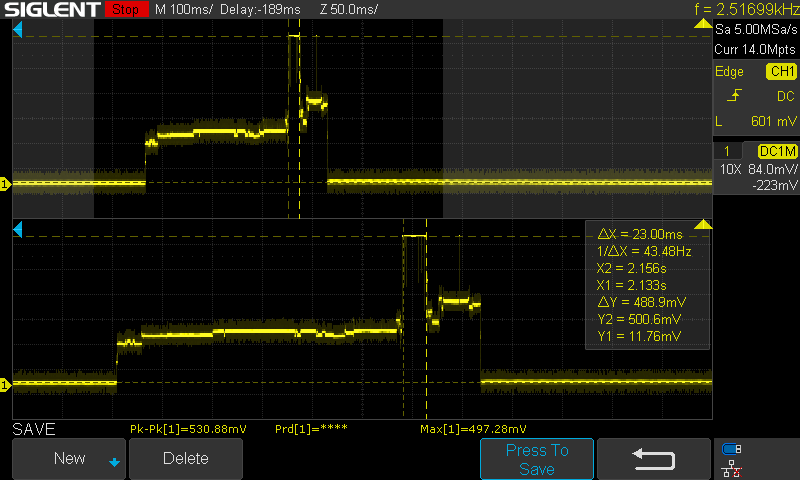 SIGLENT Stop M 100ms/ Delay:-189ms Z 50.0ms/ f = 2.51699kHz
Sa 5.00MSa/s
Curr 14.0Mpts
Edge CH1
DC
L 601 mV
1 DC1M
10X 84.0mV/
-223mV
1
ΔX = 23.00ms
1/ΔX = 43.48Hz
X2 = 2.156s
X1 = 2.133s
ΔY = 488.9mV
Y2 = 500.6mV
Y1 = 11.76mV
1
SAVE Pk-Pk[1]=530.88mV Prd[1]=**** Max[1]=497.28mV
New Delete Press To
Save